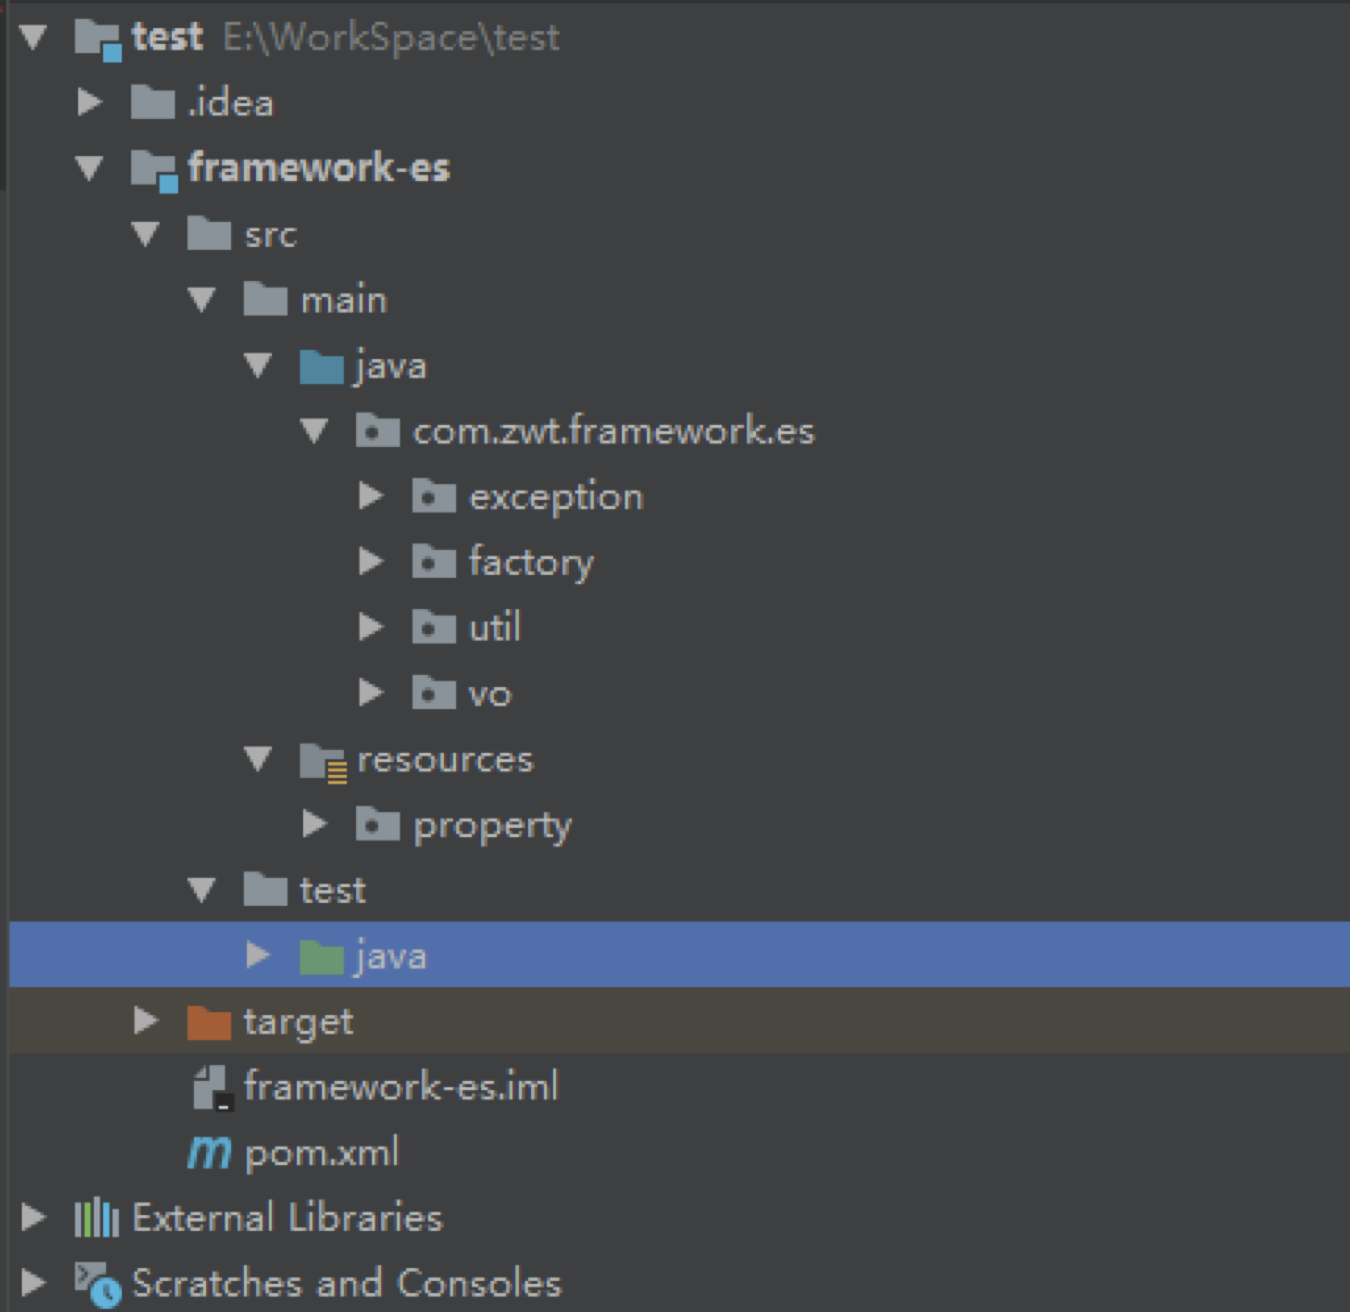 test E:\WorkSpace\test
.idea
framework-es
src
main
java
com.zwt.framework.es
exception
factory
util
vo
resources
property
test
java
target
framework-es.iml
pom.xml
External Libraries
Scratches and Consoles